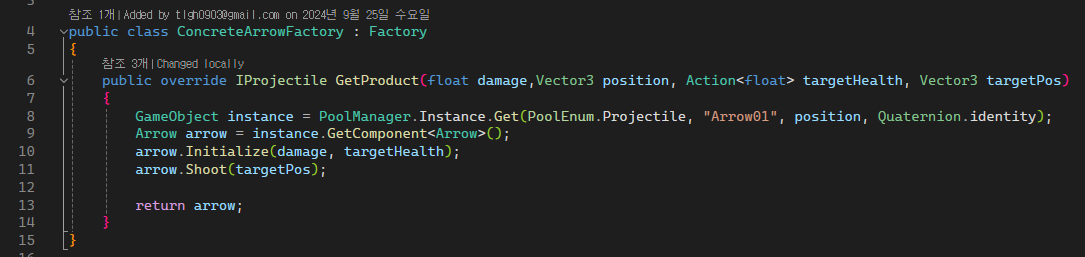 참조 1개|Added by tlgh0903@gmail.com on 2024년 9월 25일 수요일
4 public class ConcreteArrowFactory : Factory
5 {
참조 3개|Changed locally
6 public override IProjectile GetProduct(float damage,Vector3 position, Action<float> targetHealth, Vector3 targetPos)
7 {
8 GameObject instance = PoolManager.Instance.Get(PoolEnum.Projectile, "Arrow01", position, Quaternion.identity);
9 Arrow arrow = instance.GetComponent<Arrow>();
10 arrow.Initialize(damage, targetHealth);
11 arrow.Shoot(targetPos);
12
13 return arrow;
14 }
15 }